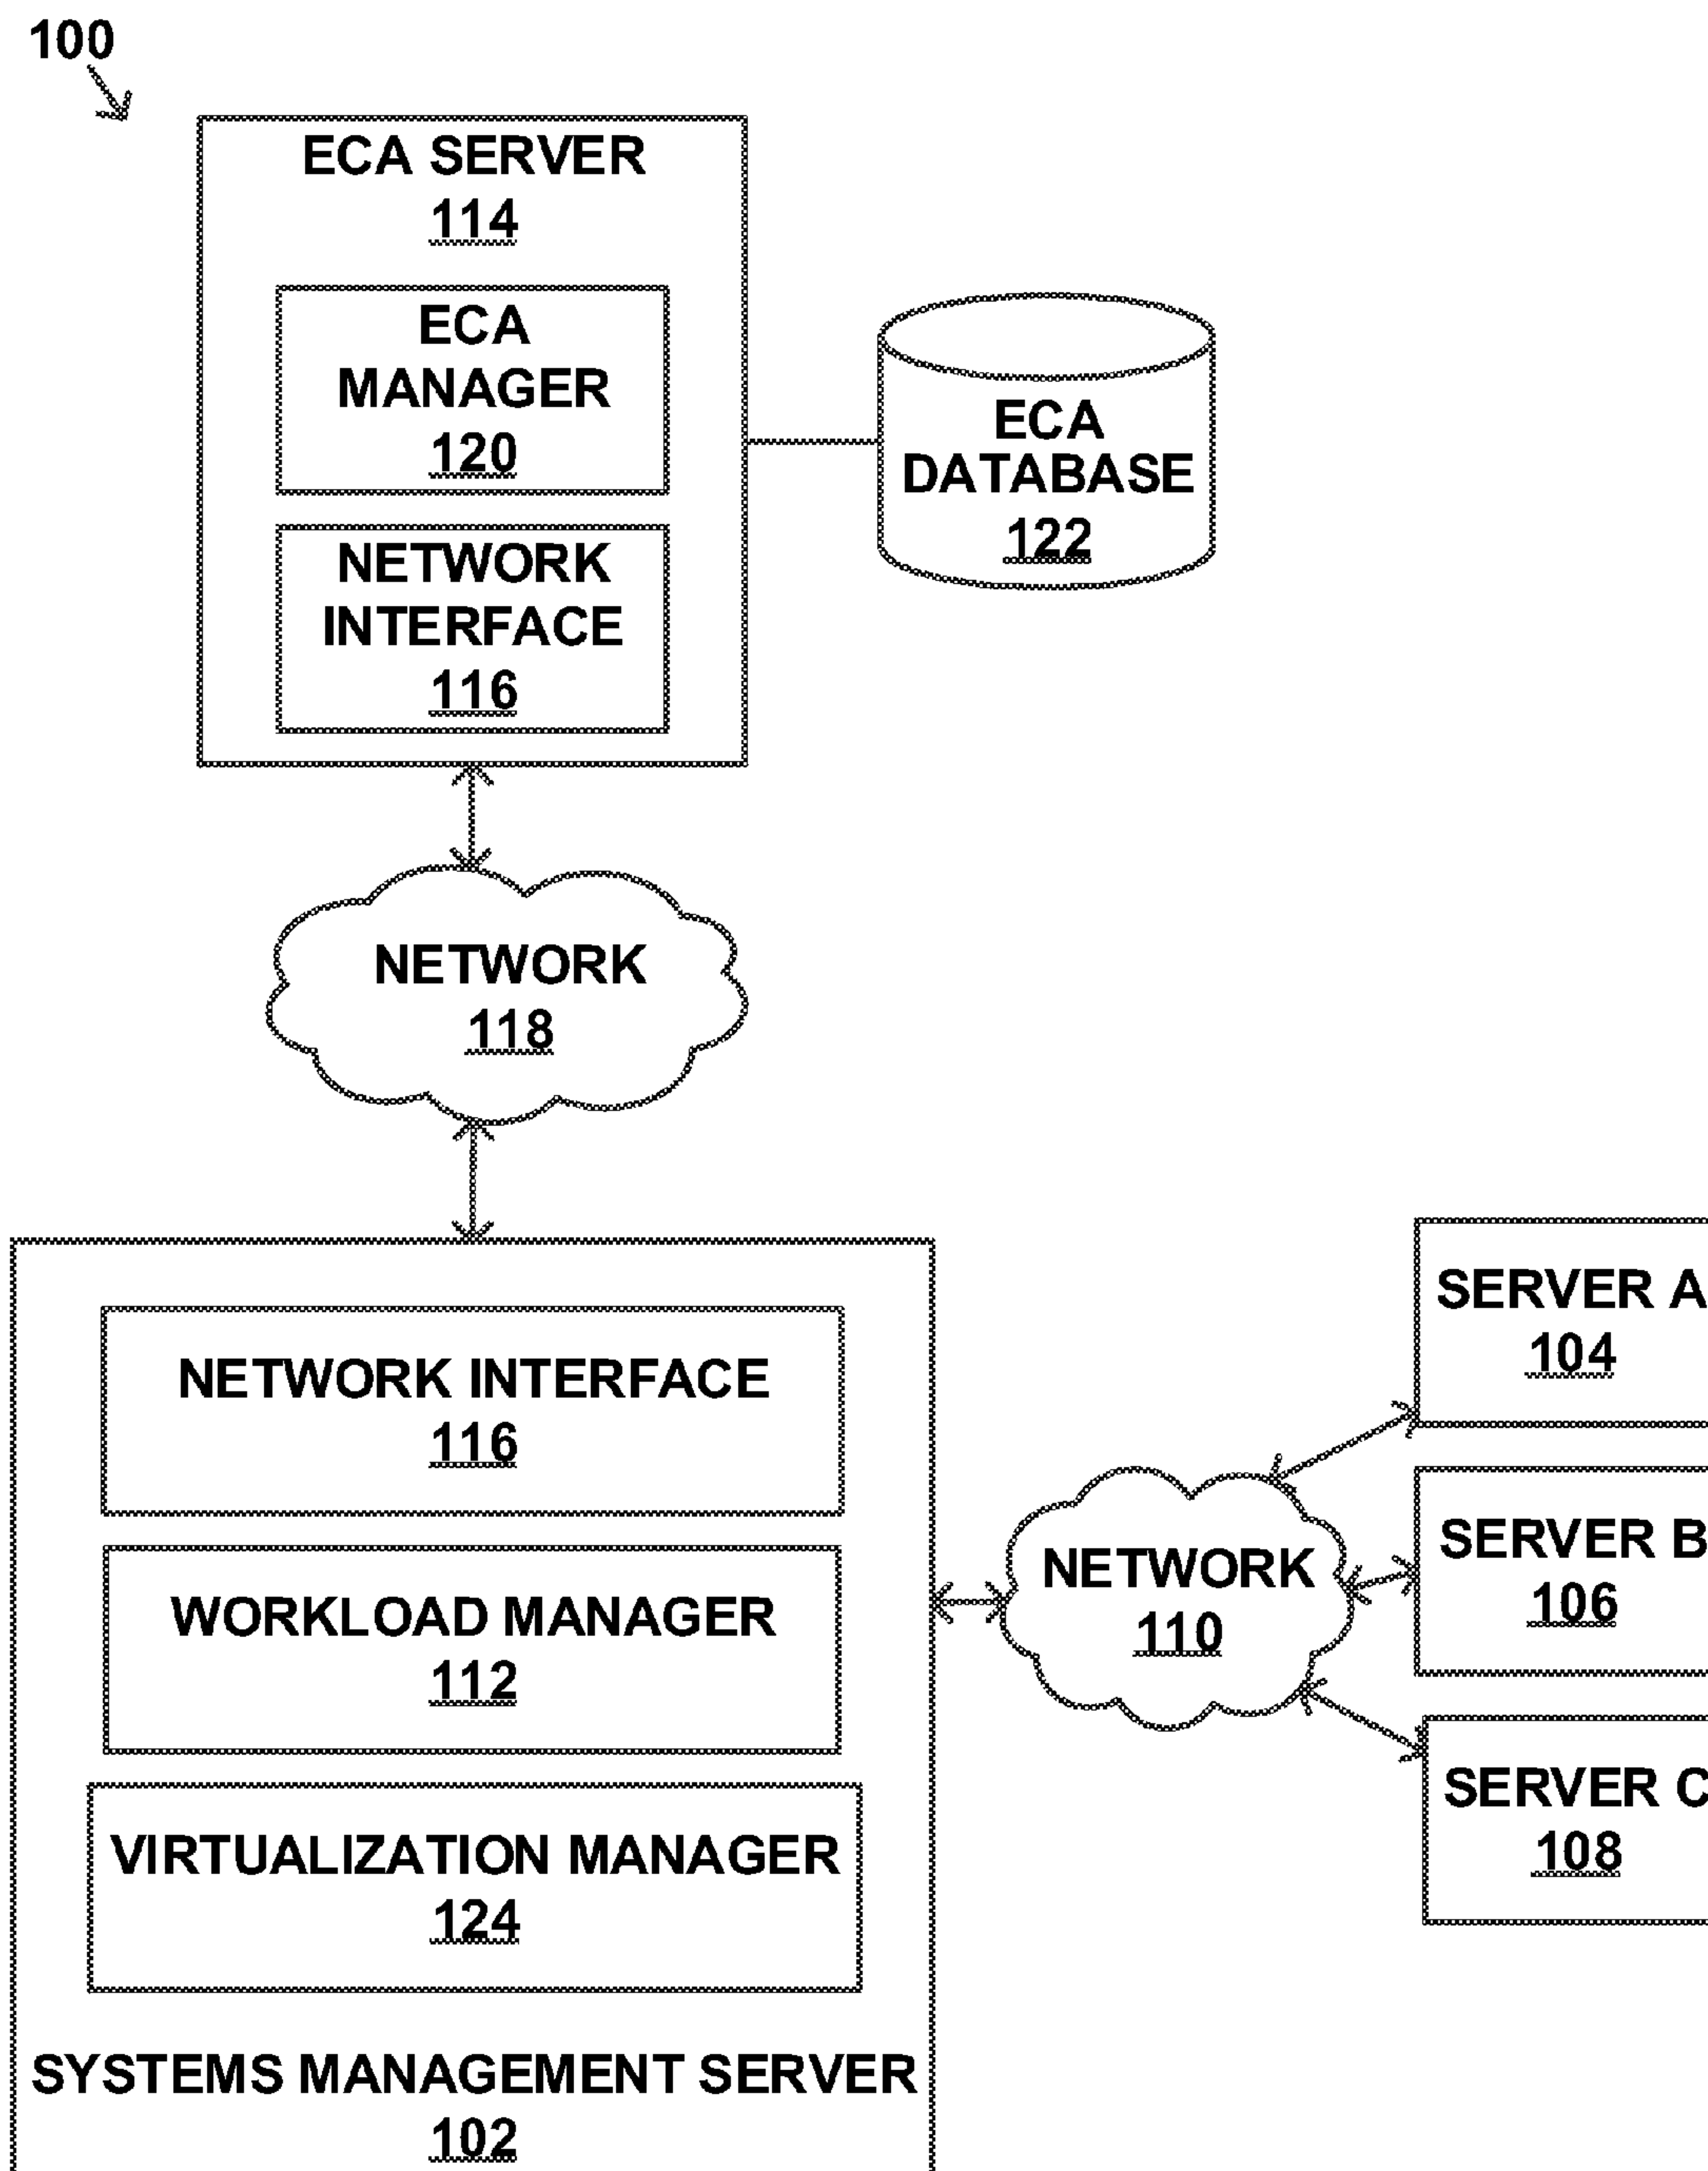 100
ECA SERVER
114
ECA
MANAGER
120
NETWORK
INTERFACE
116
ECA
DATABASE
122
NETWORK
118
NETWORK INTERFACE
116
WORKLOAD MANAGER
112
VIRTUALIZATION MANAGER
124
SYSTEMS MANAGEMENT SERVER
102
NETWORK
110
SERVER A
104
SERVER B
106
SERVER C
108